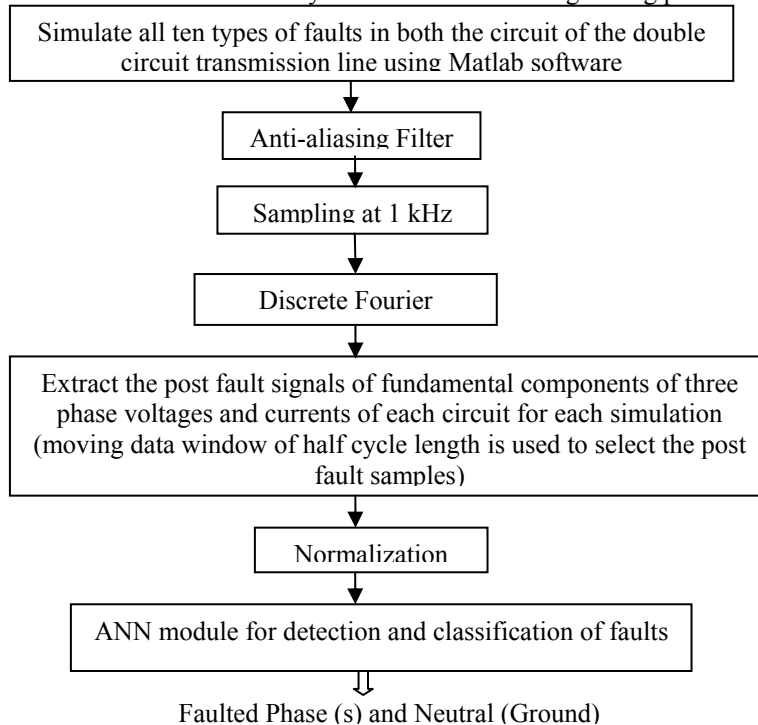 Simulate all ten types of faults in both the circuit of the double
circuit transmission line using Matlab software
Anti-aliasing Filter
Sampling at 1 kHz
Discrete Fourier
Extract the post fault signals of fundamental components of three
phase voltages and currents of each circuit for each simulation
(moving data window of half cycle length is used to select the post
fault samples)
Normalization
ANN module for detection and classification of faults
Faulted Phase (s) and Neutral (Ground)